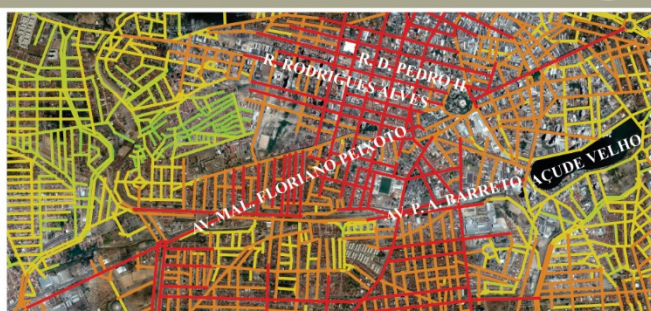 R. D. PEDRO II
R. RODRIGUES ALVES
AV. MAL. FLORIANO PEIXOTO
AV. P. A. BARRETO
AÇUDE VELHO